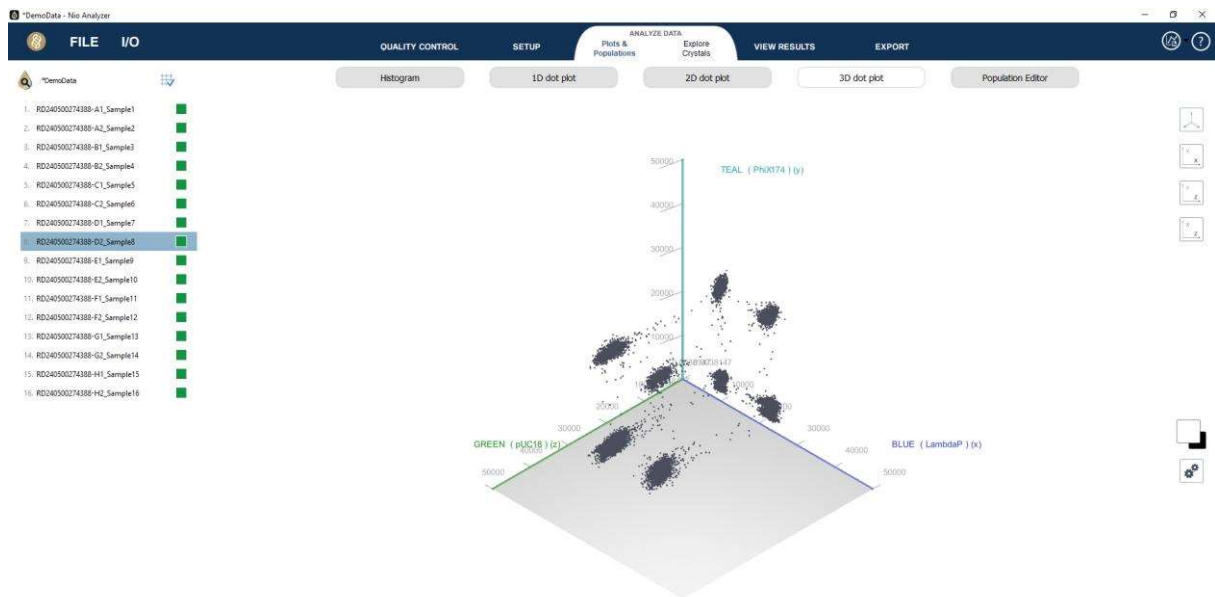 *DemoData - Nio Analyzer
FILE I/O
QUALITY CONTROL
SETUP
ANALYZE DATA
Plots &
Populations
Explore
Crystals
VIEW RESULTS
EXPORT
*DemoData
Histogram
1D dot plot
2D dot plot
3D dot plot
Population Editor
1. RD240500274388-A1_Sample1
2. RD240500274388-A2_Sample2
3. RD240500274388-B1_Sample3
4. RD240500274388-B2_Sample4
5. RD240500274388-C1_Sample5
6. RD240500274388-C2_Sample6
7. RD240500274388-D1_Sample7
8. RD240500274388-D2_Sample8
9. RD240500274388-E1_Sample9
10. RD240500274388-E2_Sample10
11. RD240500274388-F1_Sample11
12. RD240500274388-F2_Sample12
13. RD240500274388-G1_Sample13
14. RD240500274388-G2_Sample14
15. RD240500274388-H1_Sample15
16. RD240500274388-H2_Sample16
50000
TEAL ( PhiX174 ) (y)
40000
30000
20000
10000
10000
20000
30000
30000
GREEN ( pUC18 ) (z)
40000
40000
BLUE ( LambdaP ) (x)
50000
50000